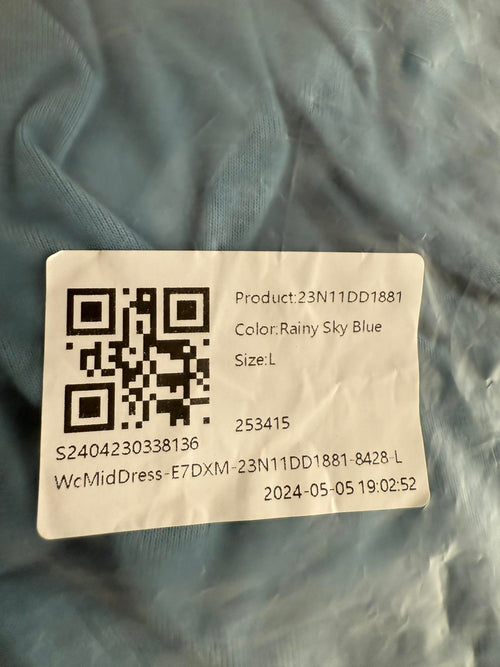 Product:23N11DD1881
Color:Rainy Sky Blue
Size:L
253415
S2404230338136
WcMidDress-E7DXM-23N11DD1881-8428-L
2024-05-05 19:02:52